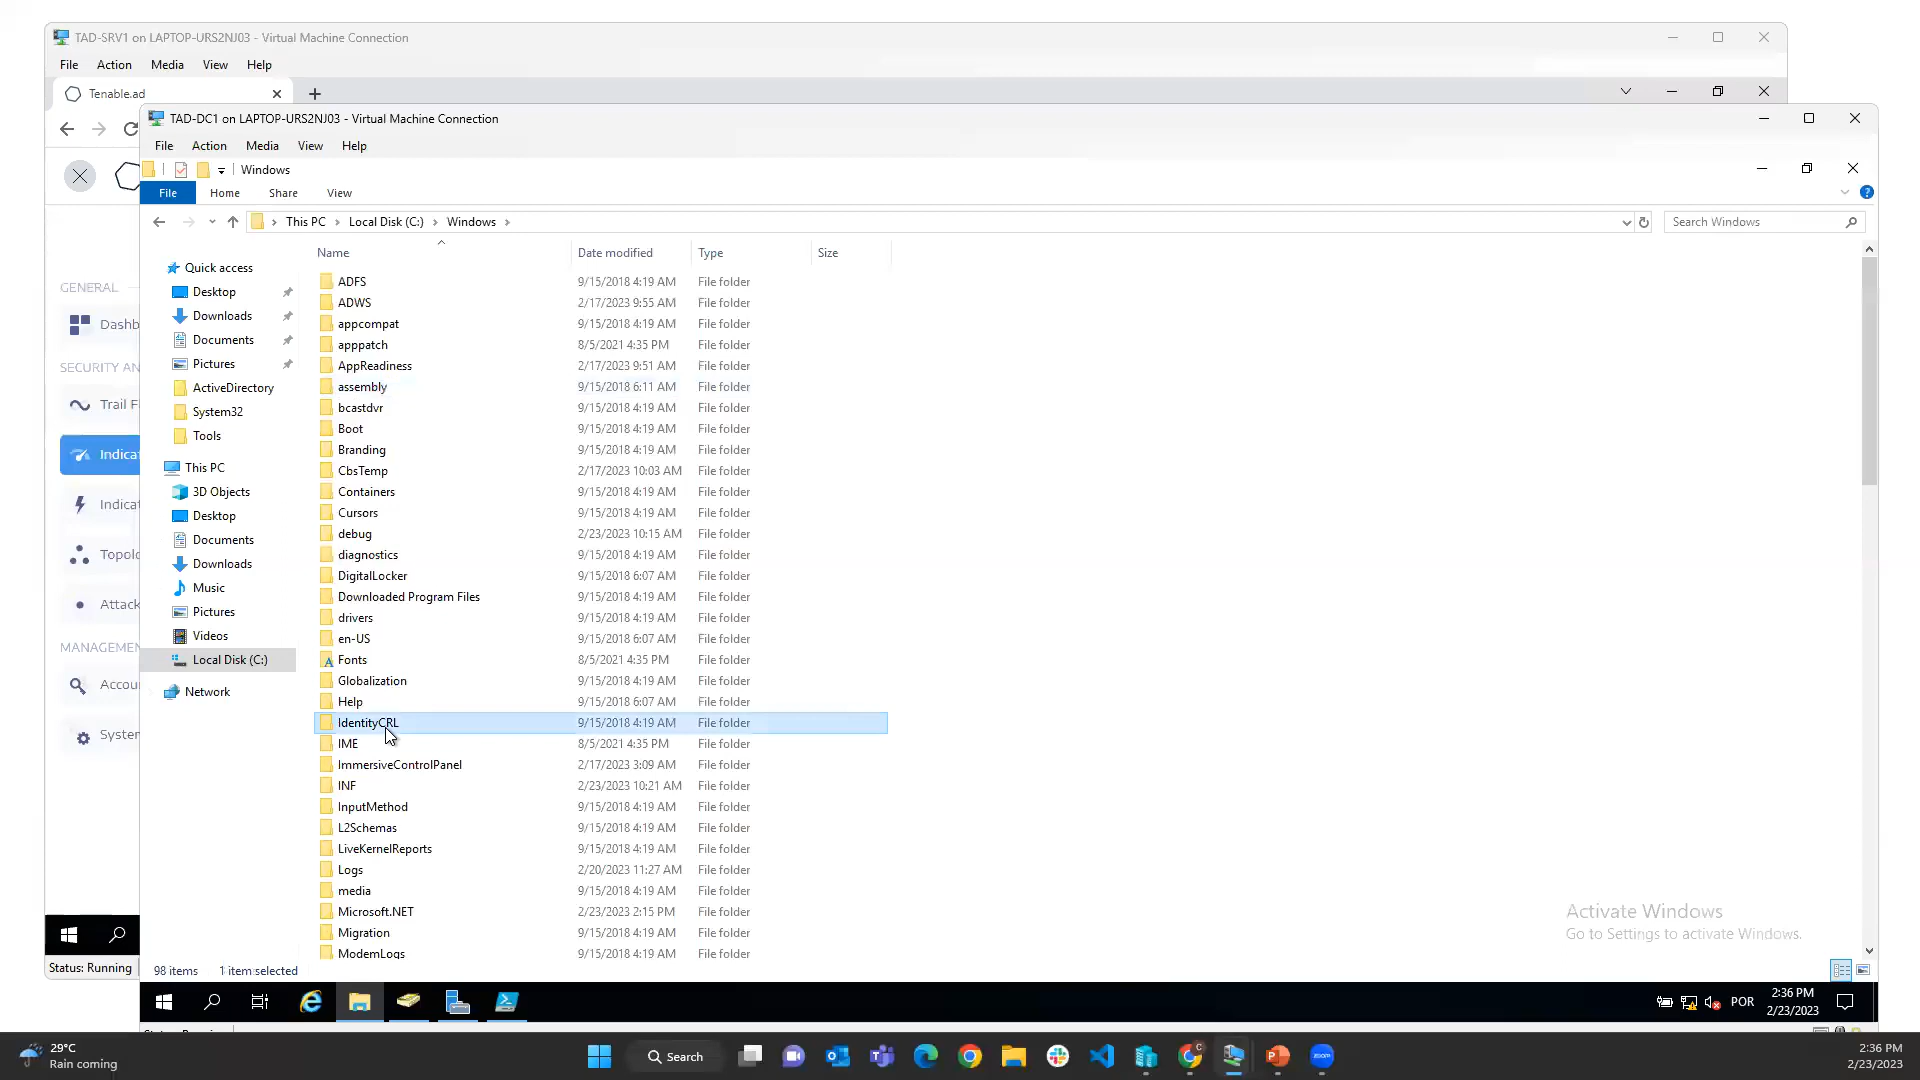 TAD-SRV1 on LAPTOP-URS2NJ03 - Virtual Machine Connection
File Action Media View Help
Tenable.ad
TAD-DC1 on LAPTOP-URS2NJ03 - Virtual Machine Connection
File Action Media View Help
Windows
File Home Share View
This PC Local Disk (C:) Windows
Search Windows
Name Date modified Type Size
GENERAL
Dashb
SECURITY AN
Trail F
Indicat
Indicat
Topolo
Attack
MANAGEMEN
Accou
System
Quick access
Desktop
Downloads
Documents
Pictures
ActiveDirectory
System32
Tools
This PC
3D Objects
Desktop
Documents
Downloads
Music
Pictures
Videos
Local Disk (C:)
Network
ADFS 9/15/2018 4:19 AM File folder
ADWS 2/17/2023 9:55 AM File folder
appcompat 9/15/2018 4:19 AM File folder
apppatch 8/5/2021 4:35 PM File folder
AppReadiness 2/17/2023 9:51 AM File folder
assembly 9/15/2018 6:11 AM File folder
bcastdvr 9/15/2018 4:19 AM File folder
Boot 9/15/2018 4:19 AM File folder
Branding 9/15/2018 4:19 AM File folder
CbsTemp 2/17/2023 10:03 AM File folder
Containers 9/15/2018 4:19 AM File folder
Cursors 9/15/2018 4:19 AM File folder
debug 2/23/2023 10:15 AM File folder
diagnostics 9/15/2018 4:19 AM File folder
DigitalLocker 9/15/2018 6:07 AM File folder
Downloaded Program Files 9/15/2018 4:19 AM File folder
drivers 9/15/2018 4:19 AM File folder
en-US 9/15/2018 6:07 AM File folder
Fonts 8/5/2021 4:35 PM File folder
Globalization 9/15/2018 4:19 AM File folder
Help 9/15/2018 6:07 AM File folder
IdentityCRL 9/15/2018 4:19 AM File folder
IME 8/5/2021 4:35 PM File folder
ImmersiveControlPanel 2/17/2023 3:09 AM File folder
INF 2/23/2023 10:21 AM File folder
InputMethod 9/15/2018 4:19 AM File folder
L2Schemas 9/15/2018 4:19 AM File folder
LiveKernelReports 9/15/2018 4:19 AM File folder
Logs 2/20/2023 11:27 AM File folder
media 9/15/2018 4:19 AM File folder
Microsoft.NET 2/23/2023 2:15 PM File folder
Migration 9/15/2018 4:19 AM File folder
ModemLogs 9/15/2018 4:19 AM File folder
Activate Windows
Go to Settings to activate Windows.
Status: Running
98 items 1 item selected
POR
2:36 PM
2/23/2023
29°C
Rain coming
Search
zoom
2:36 PM
2/23/2023